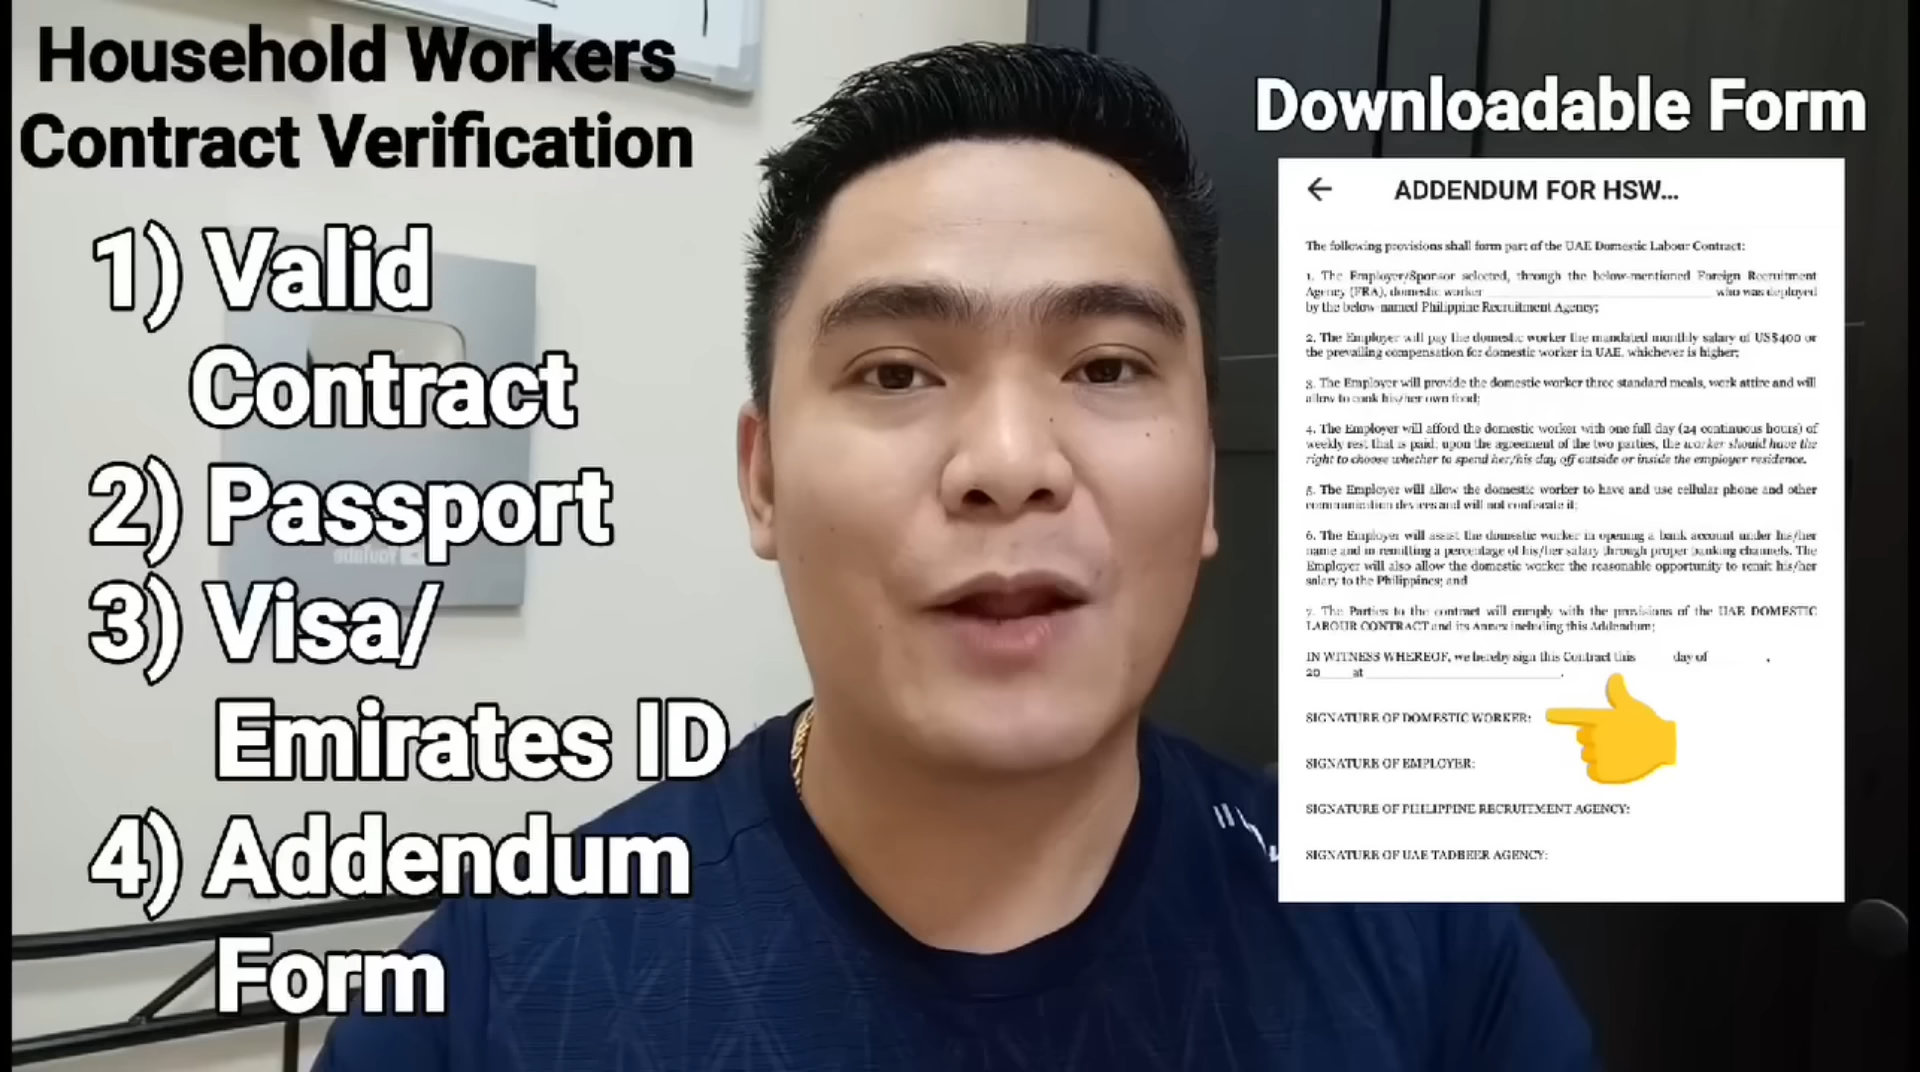 Household Workers
Contract Verification
1) Valid
Contract
2) Passport
3) Visa/
Emirates ID
4) Addendum
Form
Downloadable Form
← ADDENDUM FOR HSW...
The following provisions shall form part of the UAE Domestic Labour Contract:
1. The Employer/Sponsor selected, through the below-mentioned Foreign Recruitment
Agency (FRA), domestic worker ______ who was deployed
by the below named Philippine Recruitment Agency;
2. The Employer will pay the domestic worker the mandated monthly salary of US$400 or
the prevailing compensation for domestic worker in UAE, whichever is higher;
3. The Employer will provide the domestic worker three standard meals, work attire and will
allow to cook his/her own food;
4. The Employer will afford the domestic worker with one full day (24 continuous hours) of
weekly rest that is paid; upon the agreement of the two parties, the worker should have the
right to choose whether to spend her/his day off outside or inside the employer residence.
5. The Employer will allow the domestic worker to have and use cellular phone and other
communication devices and will not confiscate it;
6. The Employer will assist the domestic worker in opening a bank account under his/her
name and in remitting a percentage of his/her salary through proper banking channels. The
Employer will also allow the domestic worker the reasonable opportunity to remit his/her
salary to the Philippines; and
7. The Parties to the contract will comply with the provisions of the UAE DOMESTIC
LABOUR CONTRACT and its Annex including this Addendum;
IN WITNESS WHEREOF, we hereby sign this Contract this day of ,
20____ at ______.
SIGNATURE OF DOMESTIC WORKER:
SIGNATURE OF EMPLOYER:
SIGNATURE OF PHILIPPINE RECRUITMENT AGENCY:
SIGNATURE OF UAE TADBEER AGENCY:
YouTube